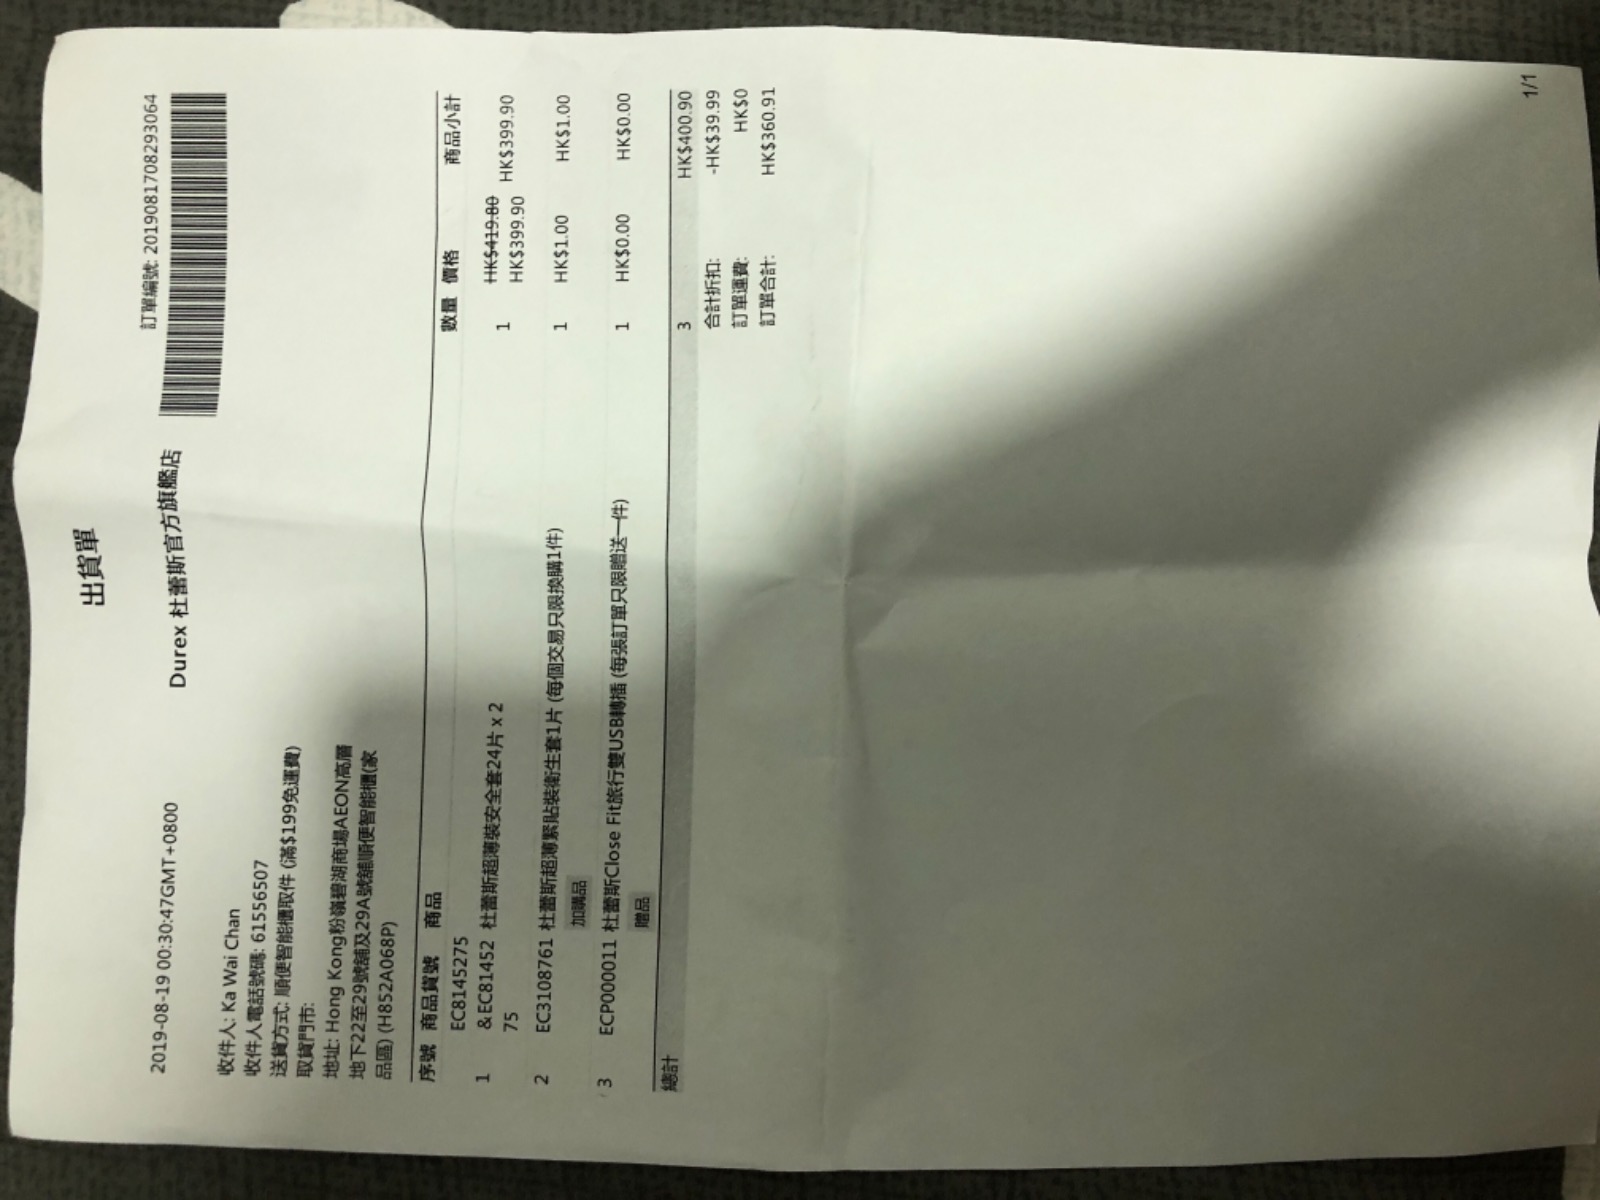 出貨單
2019-08-19 00:30:47GMT+0800
Durex 杜蕾斯官方旗艦店
訂單編號: 20190817082930​64
收件人: Ka Wai Chan
收件人電話號碼: 61556507
送貨方式: 順便智能櫃取件 (滿$199免運費)
取貨門市:
地址: Hong Kong粉嶺碧湖商場AEON高層
地下22至29號舖及29A號舖順便智能櫃(家
品區) (H852A068P)
序號 商品貨號 商品 數量 價格 商品小計
EC8145275 HK$419.80
1 &EC81452 杜蕾斯超薄裝安全套24片 x 2 1 HK$399.90 HK$399.90
75
2 EC3108761 杜蕾斯超薄緊貼裝衛生套1片 (每個交易只限換購1件) 1 HK$1.00 HK$1.00
加購品
3 ECP000011 杜蕾斯Close Fit旅行雙USB轉插 (每張訂單只限贈送一件) 1 HK$0.00 HK$0.00
贈品
總計 3 HK$400.90
合計折扣: -HK$39.99
訂單運費: HK$0
訂單合計: HK$360.91
1/1